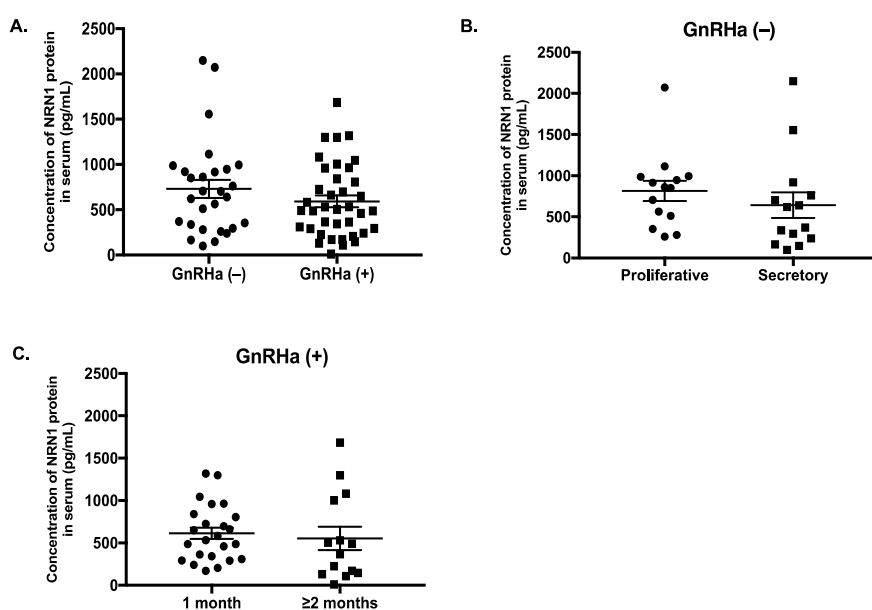 A.
Concentration of NRN1 protein
in serum (pg/mL)
2500
2000
1500
1000
500
0
GnRHa (–)
GnRHa (+)
B.
GnRHa (–)
Concentration of NRN1 protein
in serum (pg/mL)
2500
2000
1500
1000
500
0
Proliferative
Secretory
C.
GnRHa (+)
Concentration of NRN1 protein
in serum (pg/mL)
2500
2000
1500
1000
500
0
1 month
≥2 months